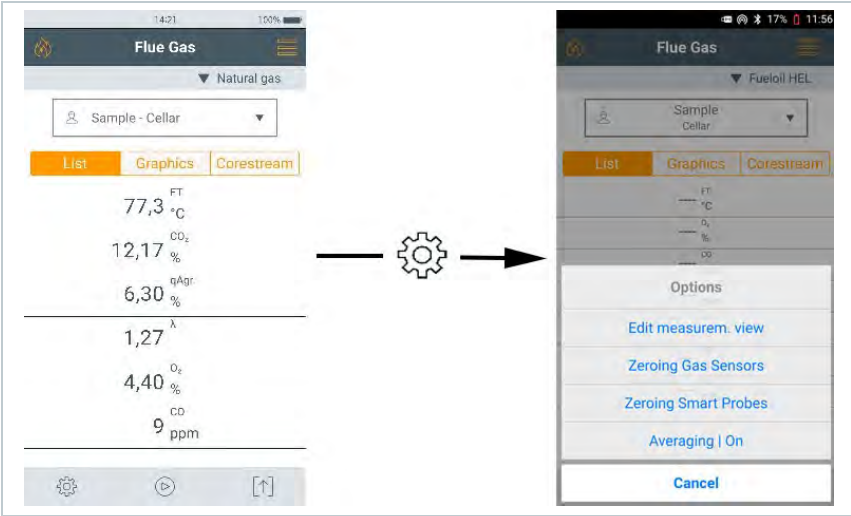 14:21 100%
Flue Gas
▼ Natural gas
Sample - Cellar ▼
List Graphics Corestream
77,3 FT °C
12,17 CO₂ %
6,30 qAgr %
1,27 λ
4,40 O₂ %
9 CO ppm
17% 11:56
Flue Gas
▼ Fueloil HEL
Sample ▼
Cellar
List Graphics Corestream
---- FT °C
---- O₂ %
---- CO
Options
Edit measurem. view
Zeroing Gas Sensors
Zeroing Smart Probes
Averaging | On
Cancel